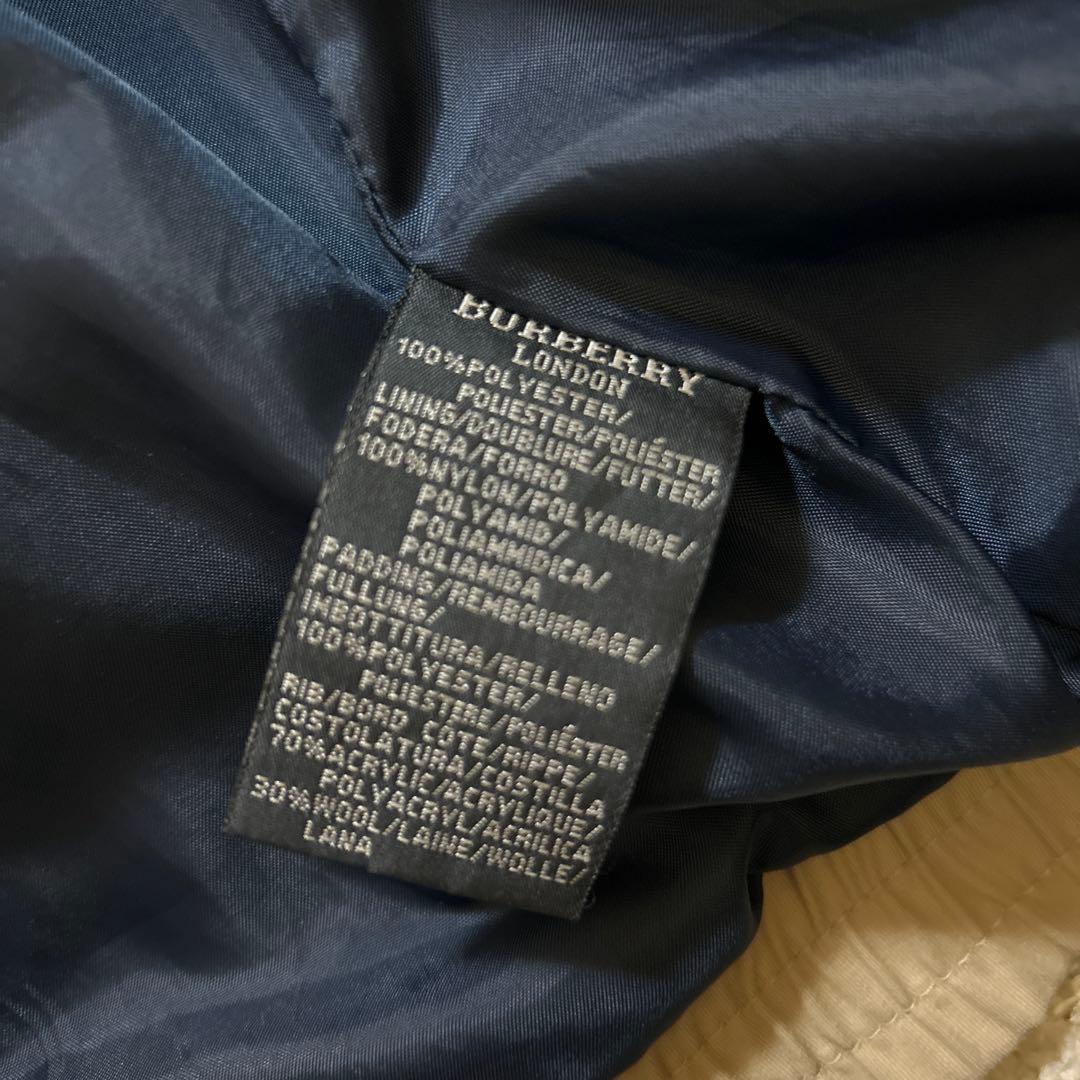 BURBERRY
LONDON
100%POLYESTER/
POLIESTER/POLIÉSTER
LINING/DOUBLURE/FUTTER/
FODERA/FORRO
100%NYLON/POLYAMIDE/
POLYAMID/
POLIAMMIDICA/
POLIAMIDA
PADDING/REMBOURRAGE/
FULLUNG/
IMBOTTITURA/RELLENO
100%POLYESTER/
POLIESTERE/POLIÉSTER
RIB/BORD COTE/RIPPE/
COSTOLATURA/COSTILLA
70%ACRYLIC/ACRYLIQUE/
POLYACRYL/ACRILICA
30%WOOL/LAINE/WOLLE/
LANA